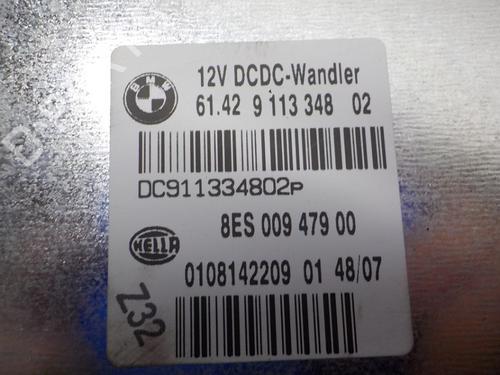 BMW
12V DCDC-Wandler
61.42 9 113 348 02
DC911334802P
8ES 009 479 00
HELLA
0108142209 01 48/07
Z32